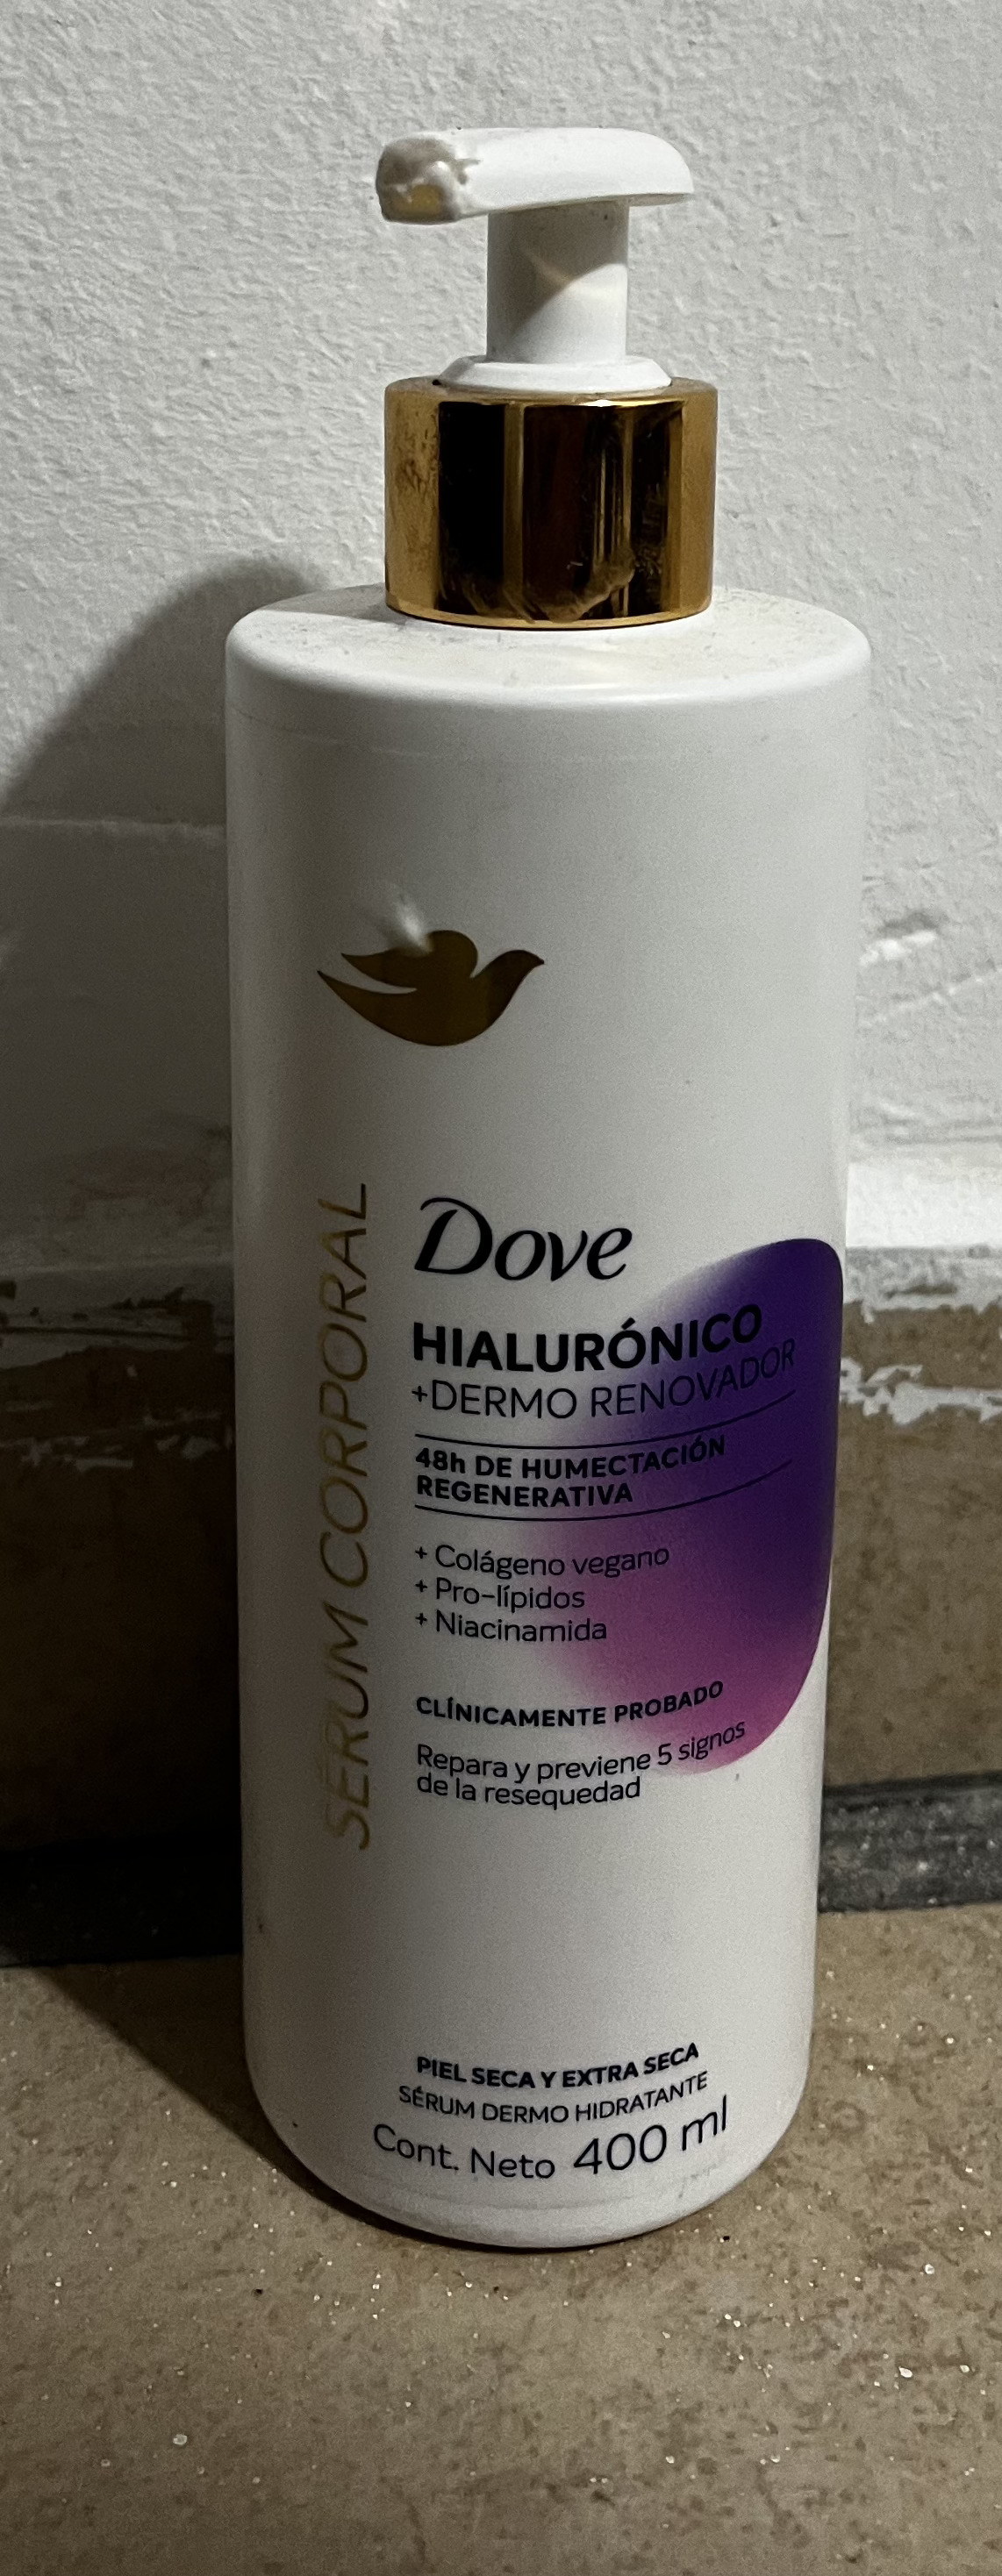 SERUM CORPORAL
Dove
HIALURÓNICO
+DERMO RENOVADOR
48h DE HUMECTACIÓN
REGENERATIVA
+ Colágeno vegano
+ Pro-lípidos
+ Niacinamida
CLÍNICAMENTE PROBADO
Repara y previene 5 signos
de la resequedad
PIEL SECA Y EXTRA SECA
SÉRUM DERMO HIDRATANTE
Cont. Neto 400 ml